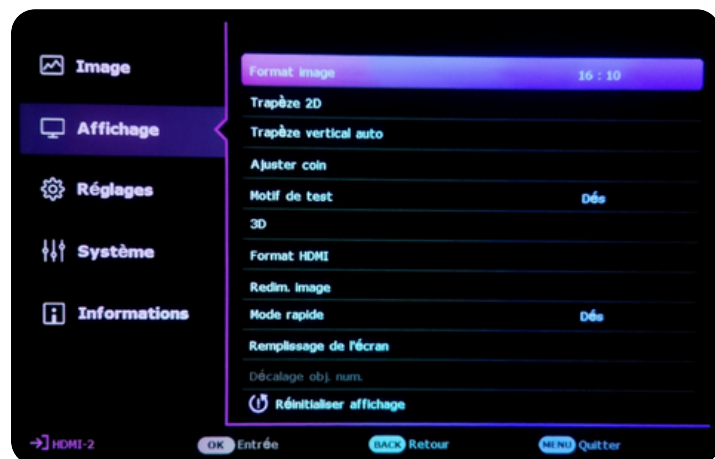 Image
Affichage
Réglages
Système
Informations
Format image 16 : 10
Trapèze 2D
Trapèze vertical auto
Ajuster coin
Motif de test Dés
3D
Format HDMI
Redim. image
Mode rapide Dés
Remplissage de l'écran
Décalage obj. num.
Réinitialiser affichage
HDMI-2 OK Entrée BACK Retour MENU Quitter